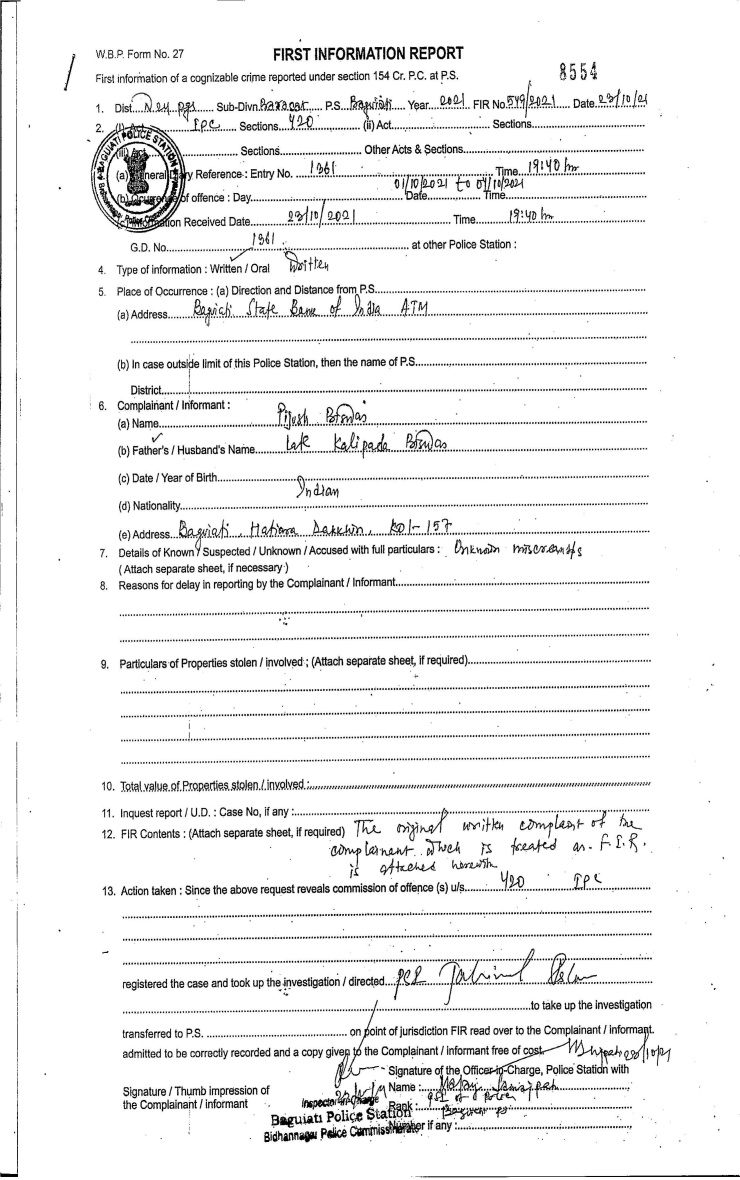 W.B.P. Form No. 27
FIRST INFORMATION REPORT
8554
First information of a cognizable crime reported under section 154 Cr. P.C. at P.S.
1. Dist. N. 24 pgs Sub-Divn. Barasat P.S. Baguiati Year 2021 FIR No. 549/2021 Date 23/10/21
2. (i) Act IPC Sections 420 (ii) Act Sections
(iii) Act Sections Other Acts & Sections
(a) General Diary Reference : Entry No. 1361 Time 19:40 hr
01/10/2021 to 04/10/2021
(b) Occurrence of offence : Day Date Time
(c) Information Received Date 23/10/2021 Time 19:40 hr
G.D. No. 1361 at other Police Station :
4. Type of information : Written / Oral Written
5. Place of Occurrence : (a) Direction and Distance from P.S.
(a) Address Baguiati State Bank of India ATM
(b) In case outside limit of this Police Station, then the name of P.S.
District
6. Complainant / Informant :
(a) Name Pijush Biswas
(b) Father's / Husband's Name Late Kalipada Biswas
(c) Date / Year of Birth
(d) Nationality Indian
(e) Address Baguiati, Hatiara Dakshin, Kol-157
7. Details of Known / Suspected / Unknown / Accused with full particulars : Unknown miscreants
( Attach separate sheet, if necessary )
8. Reasons for delay in reporting by the Complainant / Informant
9. Particulars of Properties stolen / involved ; (Attach separate sheet, if required)
10. Total value of Properties stolen / involved :
11. Inquest report / U.D. : Case No, if any :
12. FIR Contents : (Attach separate sheet, if required) The original written complaint of the
complainant which is treated as F.I.R.
is attached herewith
13. Action taken : Since the above request reveals commission of offence (s) u/s 420 IPC
registered the case and took up the investigation / directed
to take up the investigation
transferred to P.S. on point of jurisdiction FIR read over to the Complainant / informant.
admitted to be correctly recorded and a copy given to the Complainant / informant free of cost.
Signature of the Officer-in-Charge, Police Station with
Signature / Thumb impression of Name :
the Complainant / informant Inspector-in-Charge Rank :
Baguiati Police Station
Bidhannagar Police Commissionerate Number if any :